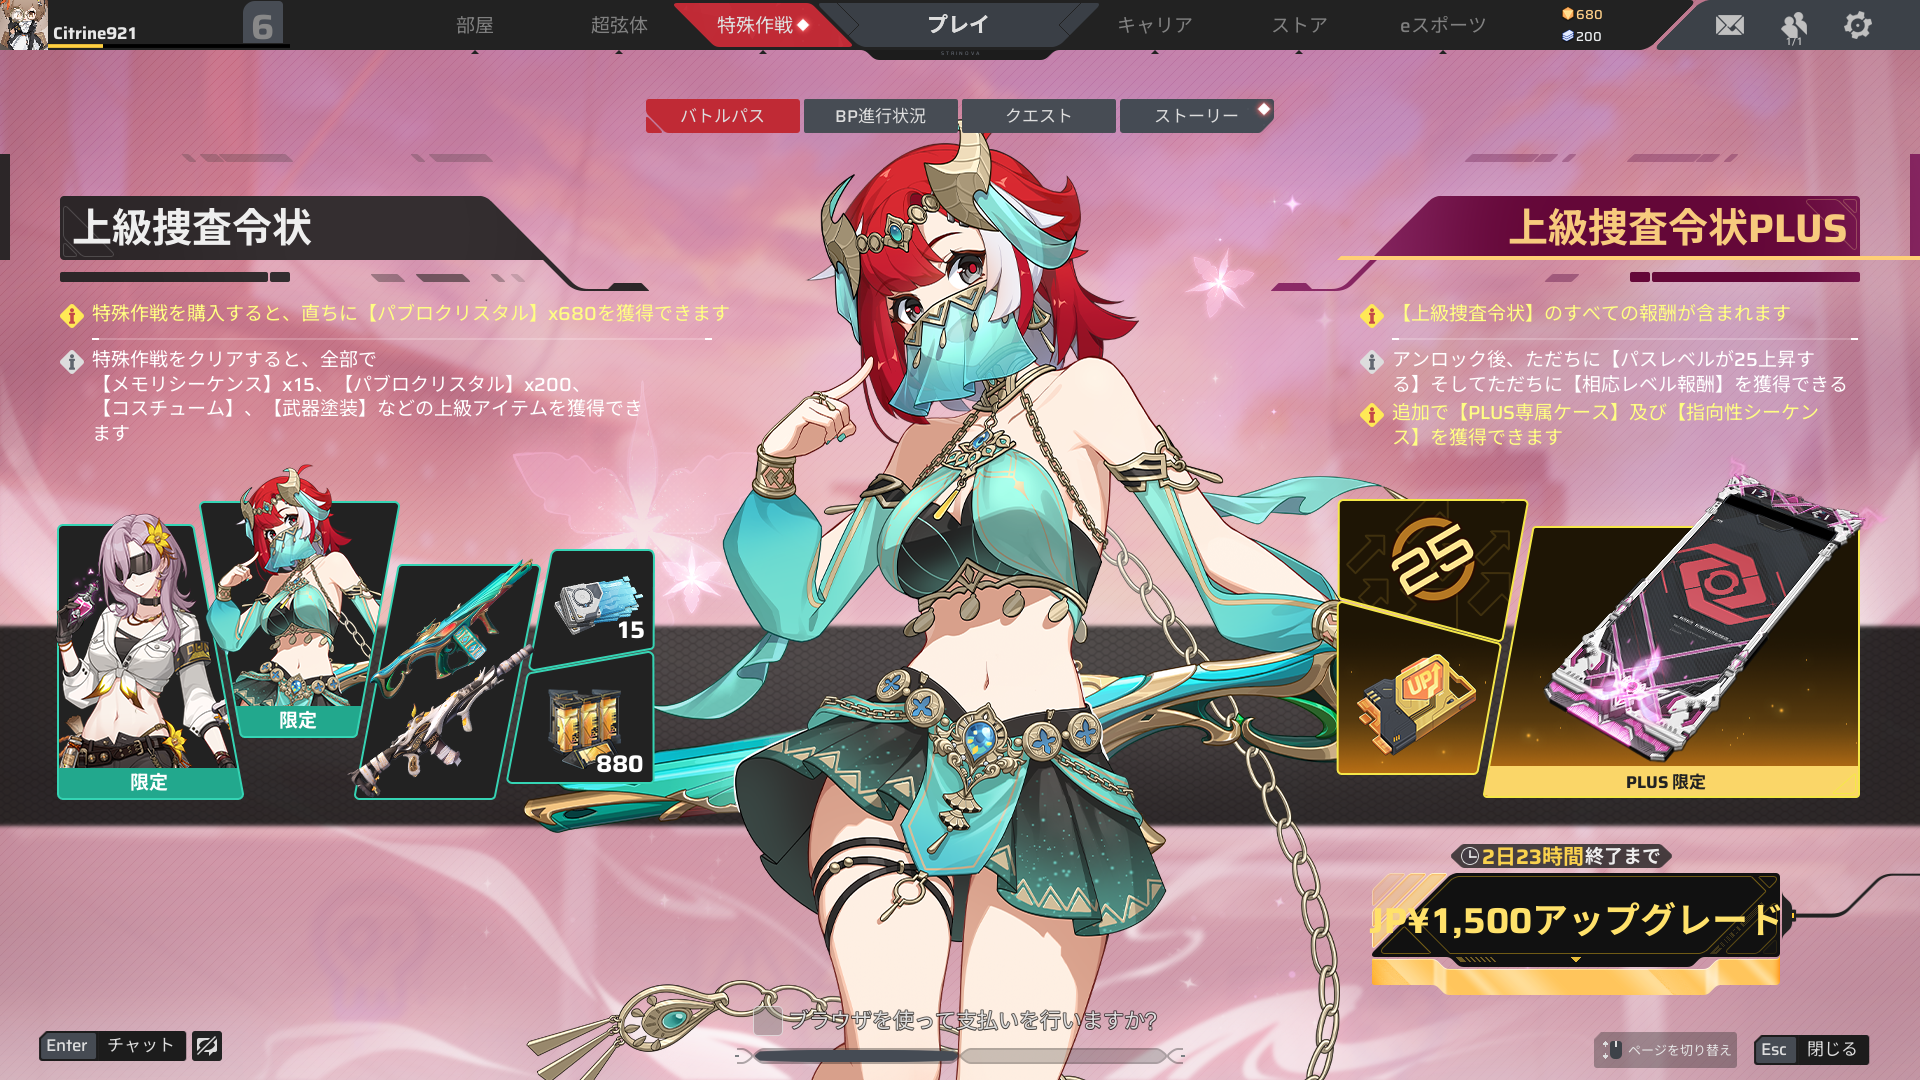 Citrine921
6
部屋
超弦体
特殊作戦
プレイ
STRINOVA
キャリア
ストア
eスポーツ
680
200
1/1
バトルパス
BP進行状況
クエスト
ストーリー
上級捜査令状
特殊作戦を購入すると、直ちに【パブロクリスタル】x680を獲得できます
特殊作戦をクリアすると、全部で
【メモリシーケンス】x15、【パブロクリスタル】x200、
【コスチューム】、【武器塗装】などの上級アイテムを獲得でき
ます
限定
限定
15
880
上級捜査令状PLUS
【上級捜査令状】のすべての報酬が含まれます
アンロック後、ただちに【パスレベルが25上昇す
る】そしてただちに【相応レベル報酬】を獲得できる
追加で【PLUS専属ケース】及び【指向性シーケン
ス】を獲得できます
25
UP!
PLUS 限定
2日23時間終了まで
JP¥1,500アップグレード
ブラウザを使って支払いを行いますか?
Enter チャット
ページを切り替え
Esc 閉じる